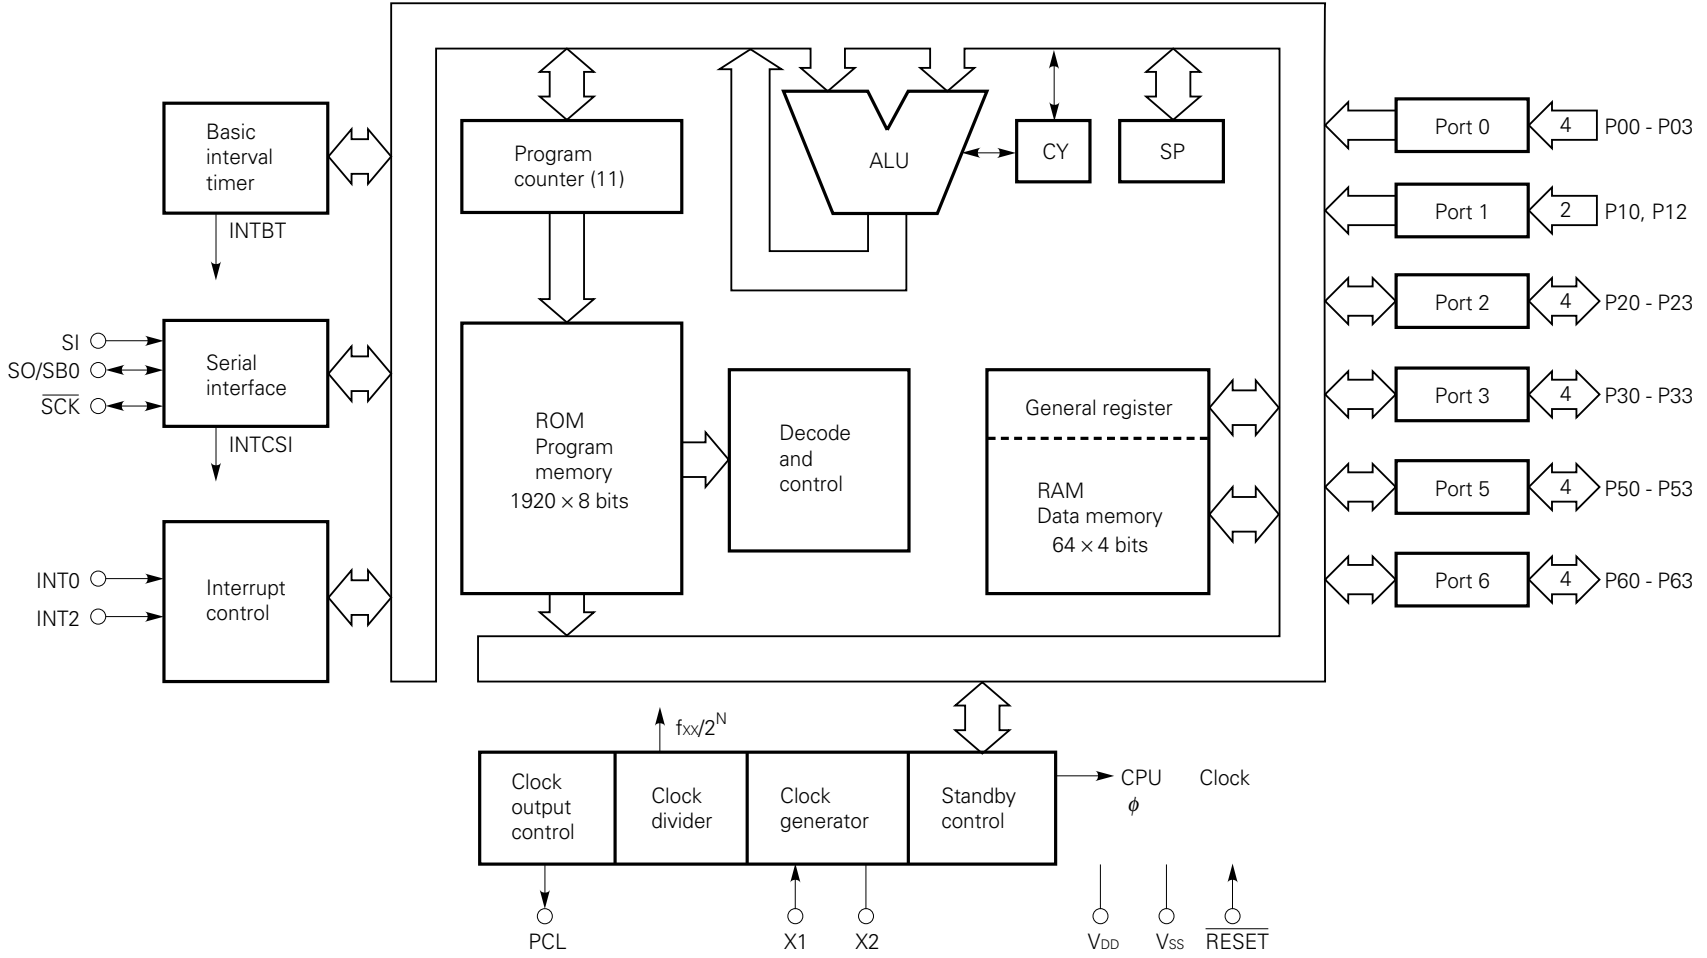 Basic
interval
timer
INTBT
SI
SO/SB0
SCK
Serial
interface
INTCSI
INT0
INT2
Interrupt
control
Program
counter (11)
ALU
CY
SP
ROM
Program
memory
1920 × 8 bits
Decode
and
control
General register
RAM
Data memory
64 × 4 bits
Port 0
4
P00 - P03
Port 1
2
P10, P12
Port 2
4
P20 - P23
Port 3
4
P30 - P33
Port 5
4
P50 - P53
Port 6
4
P60 - P63
fxx/2^N
Clock
output
control
Clock
divider
Clock
generator
Standby
control
CPU Clock
ϕ
PCL
X1
X2
VDD
VSS
RESET